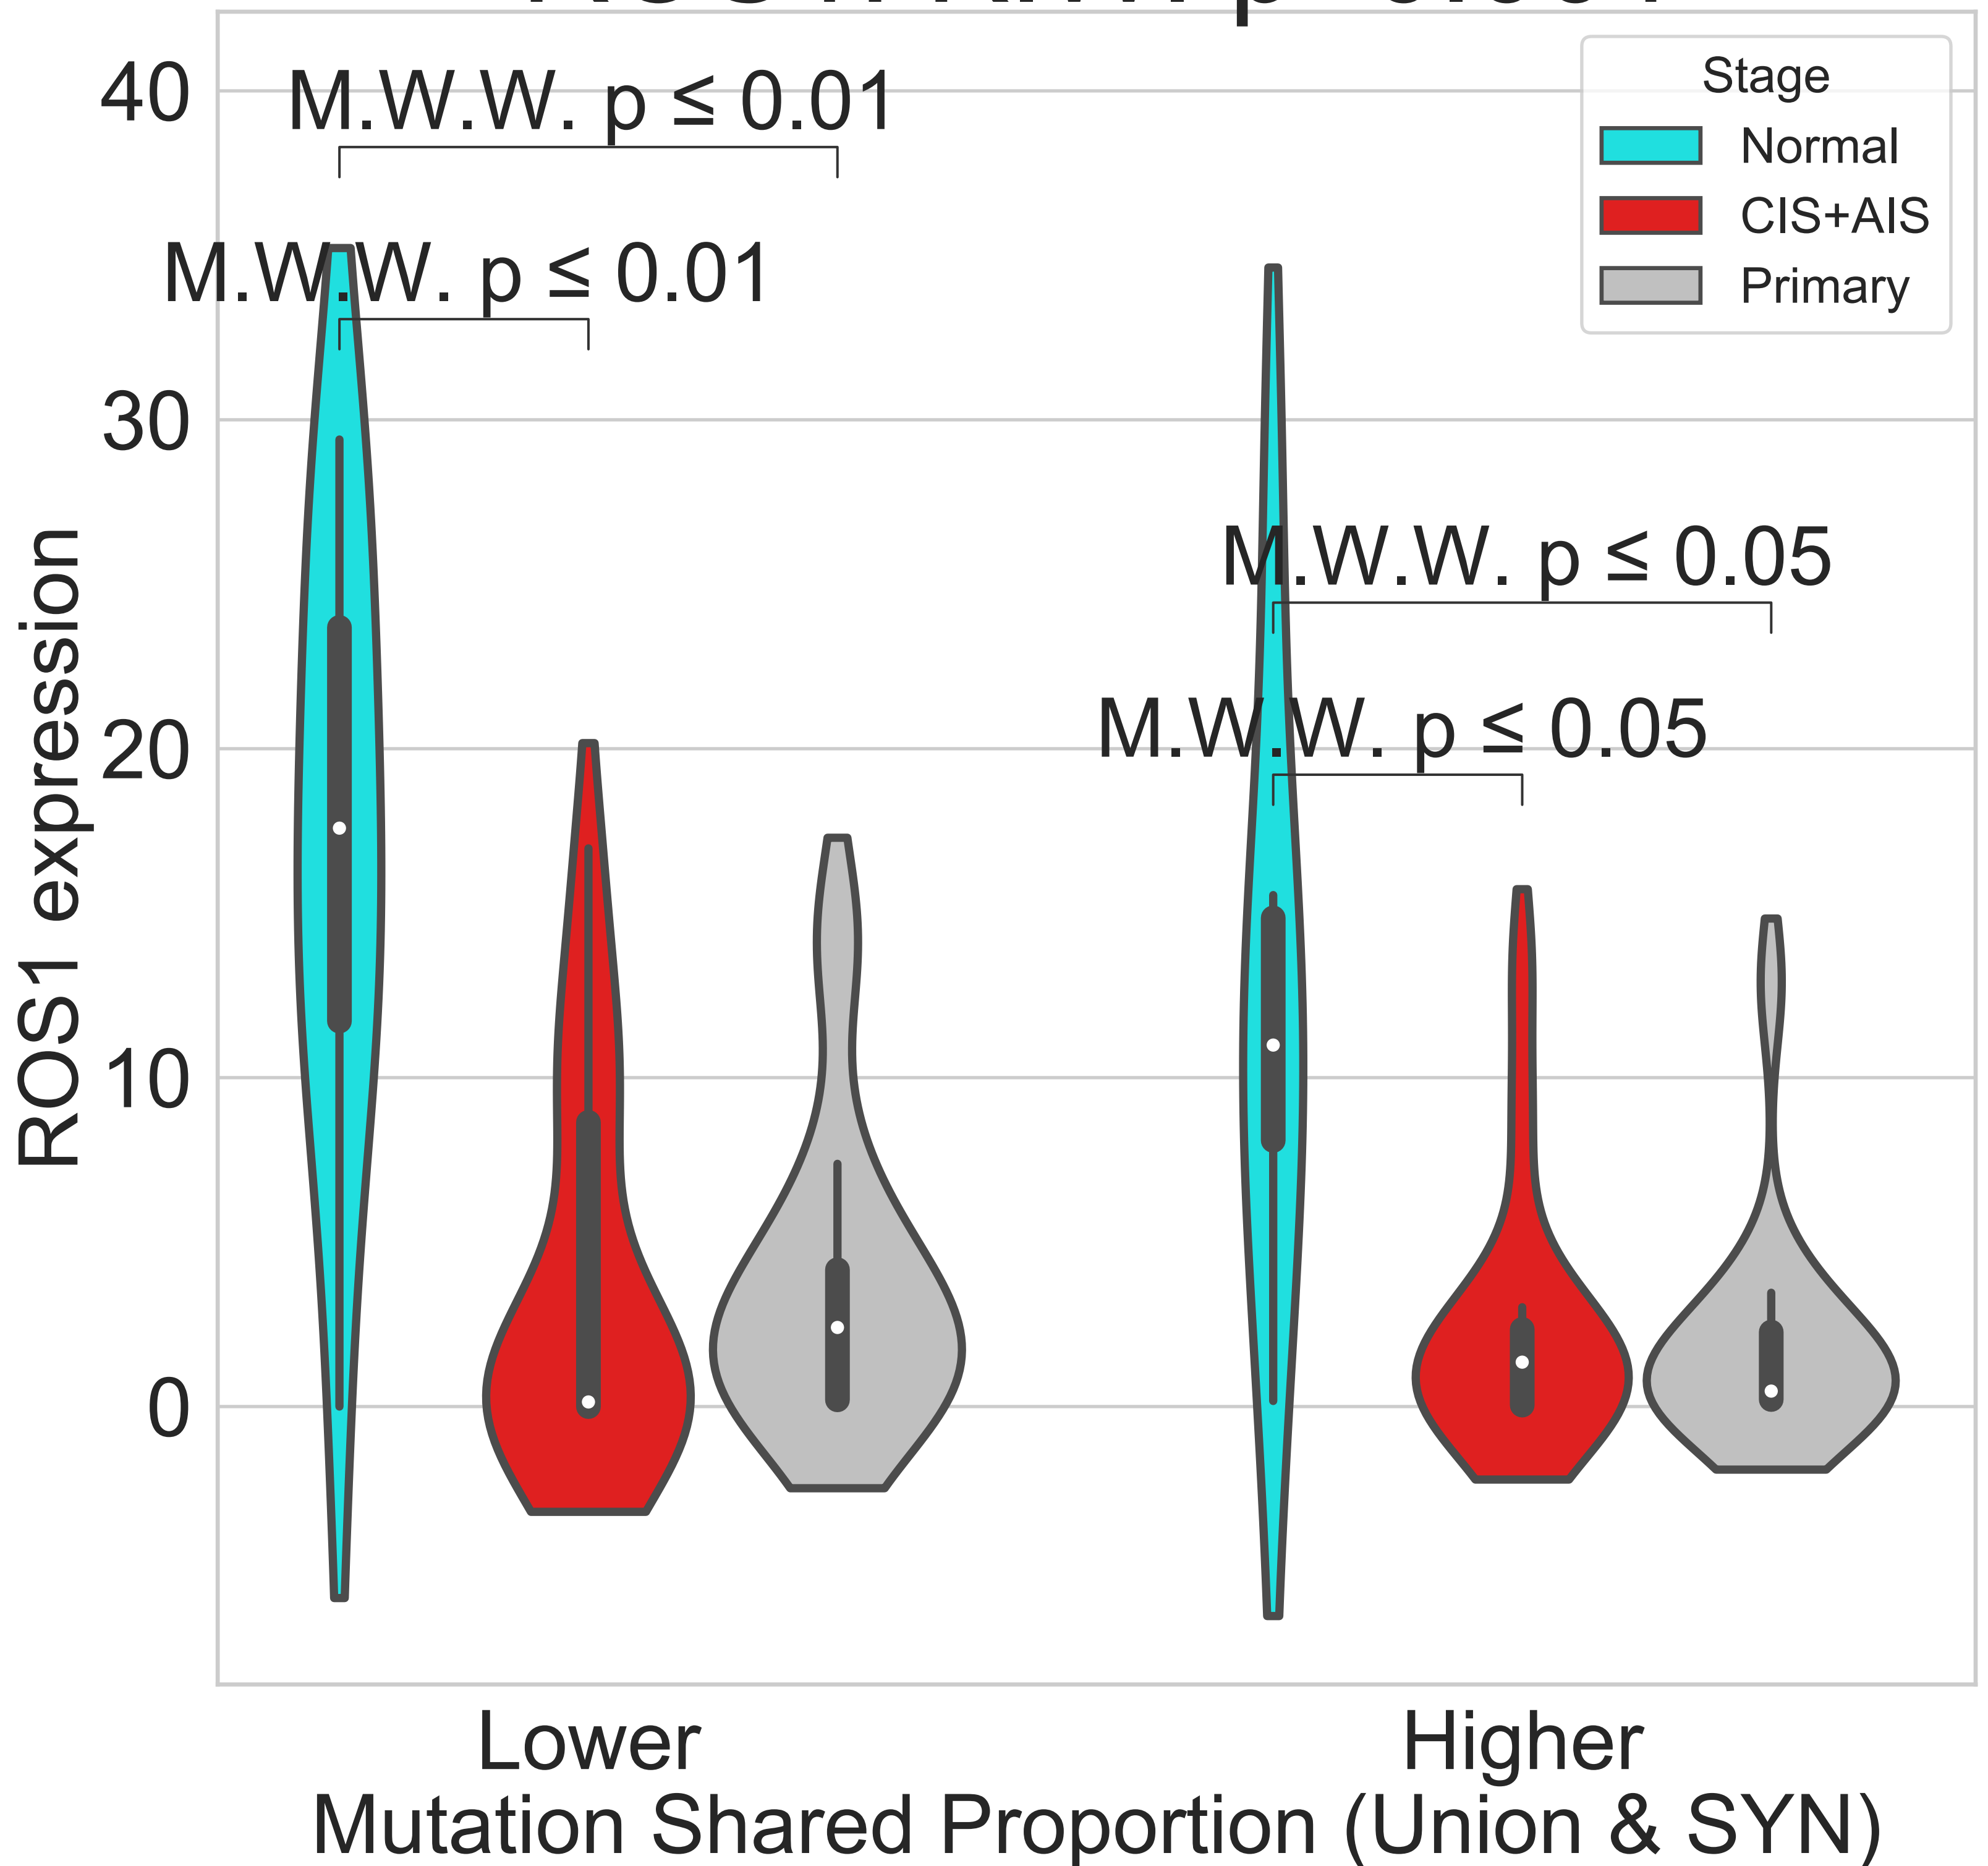 40
30
20
10
0
ROS1 expression
M.W.W. p ≤ 0.01
M.W.W. p ≤ 0.01
M.W.W. p ≤ 0.05
M.W.W. p ≤ 0.05
Stage
Normal
CIS+AIS
Primary
Lower
Higher
Mutation Shared Proportion (Union & SYN)